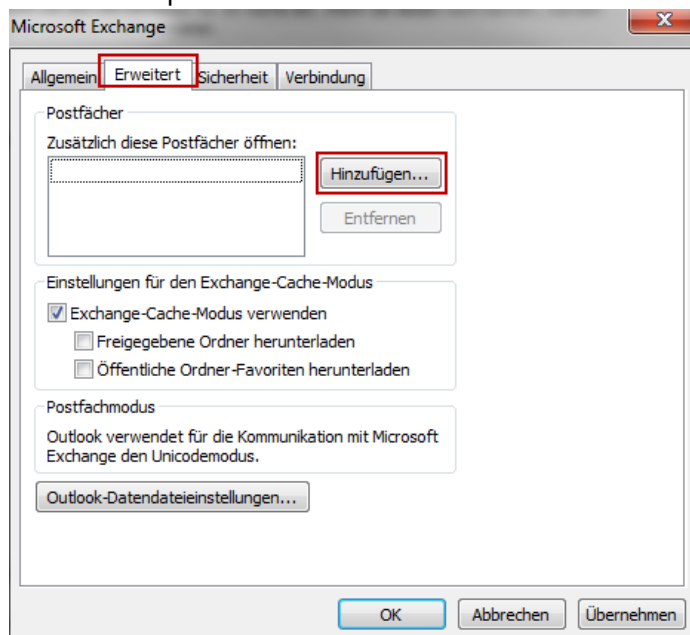 Microsoft Exchange
Allgemein Erweitert Sicherheit Verbindung
Postfächer
Zusätzlich diese Postfächer öffnen:
Hinzufügen...
Entfernen
Einstellungen für den Exchange-Cache-Modus
Exchange-Cache-Modus verwenden
Freigegebene Ordner herunterladen
Öffentliche Ordner-Favoriten herunterladen
Postfachmodus
Outlook verwendet für die Kommunikation mit Microsoft
Exchange den Unicodemodus.
Outlook-Datendateieinstellungen...
OK Abbrechen Übernehmen